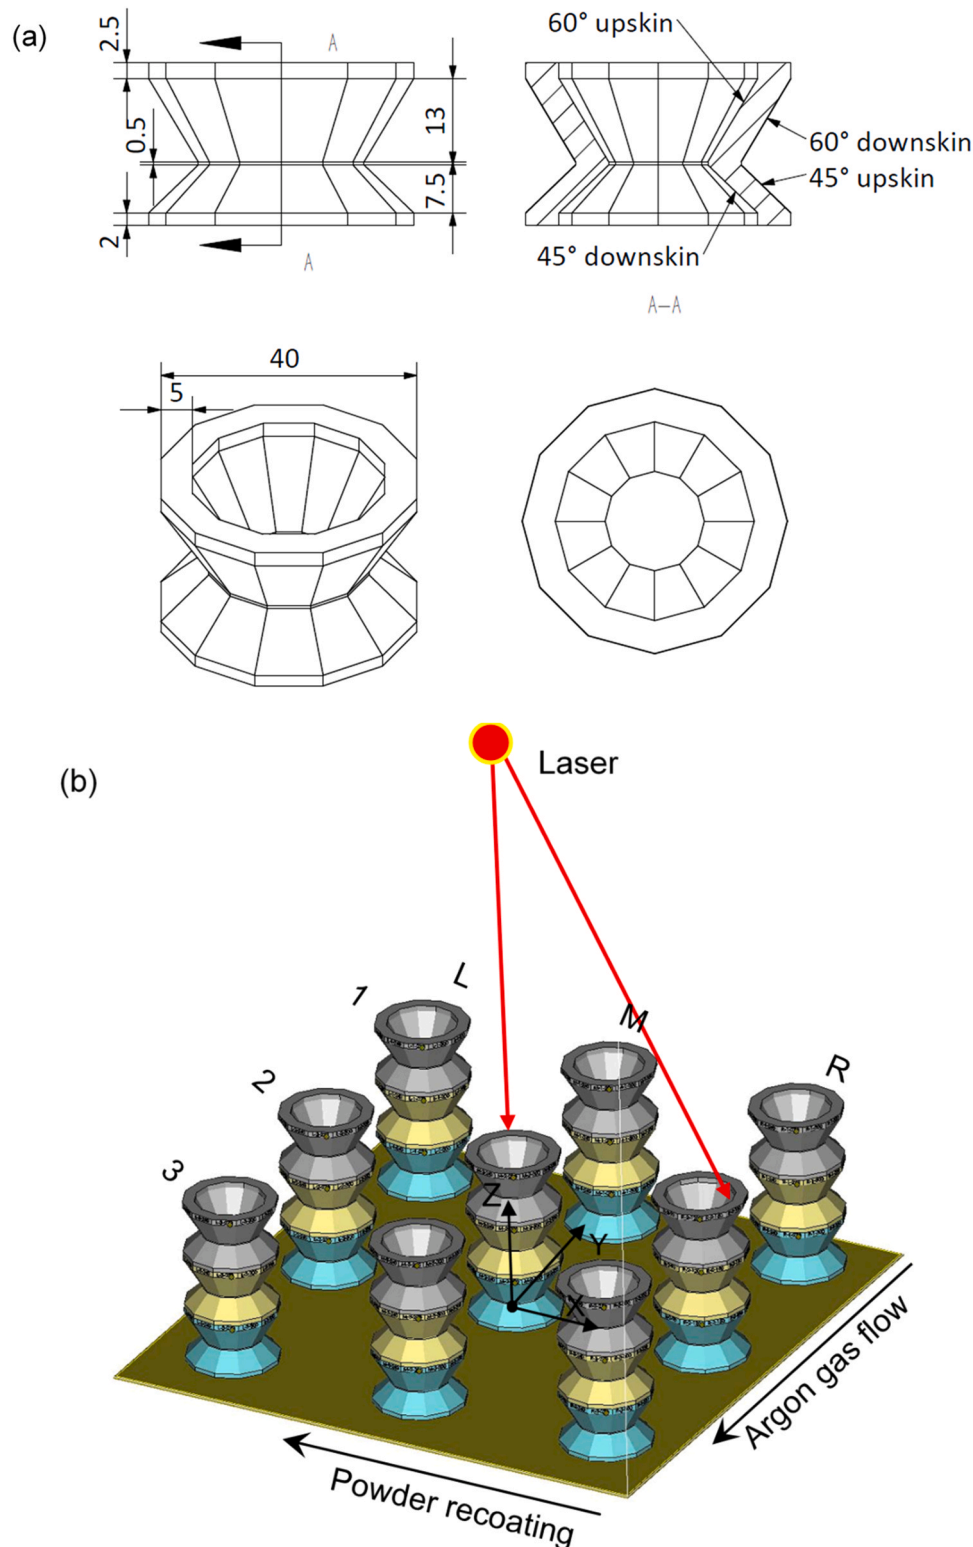 (a)
2.5
A
0.5
13
7.5
2
A
60° upskin
60° downskin
45° upskin
45° downskin
A-A
40
5
(b)
Laser
1
L
M
R
2
3
Z
Y
X
Argon gas flow
Powder recoating